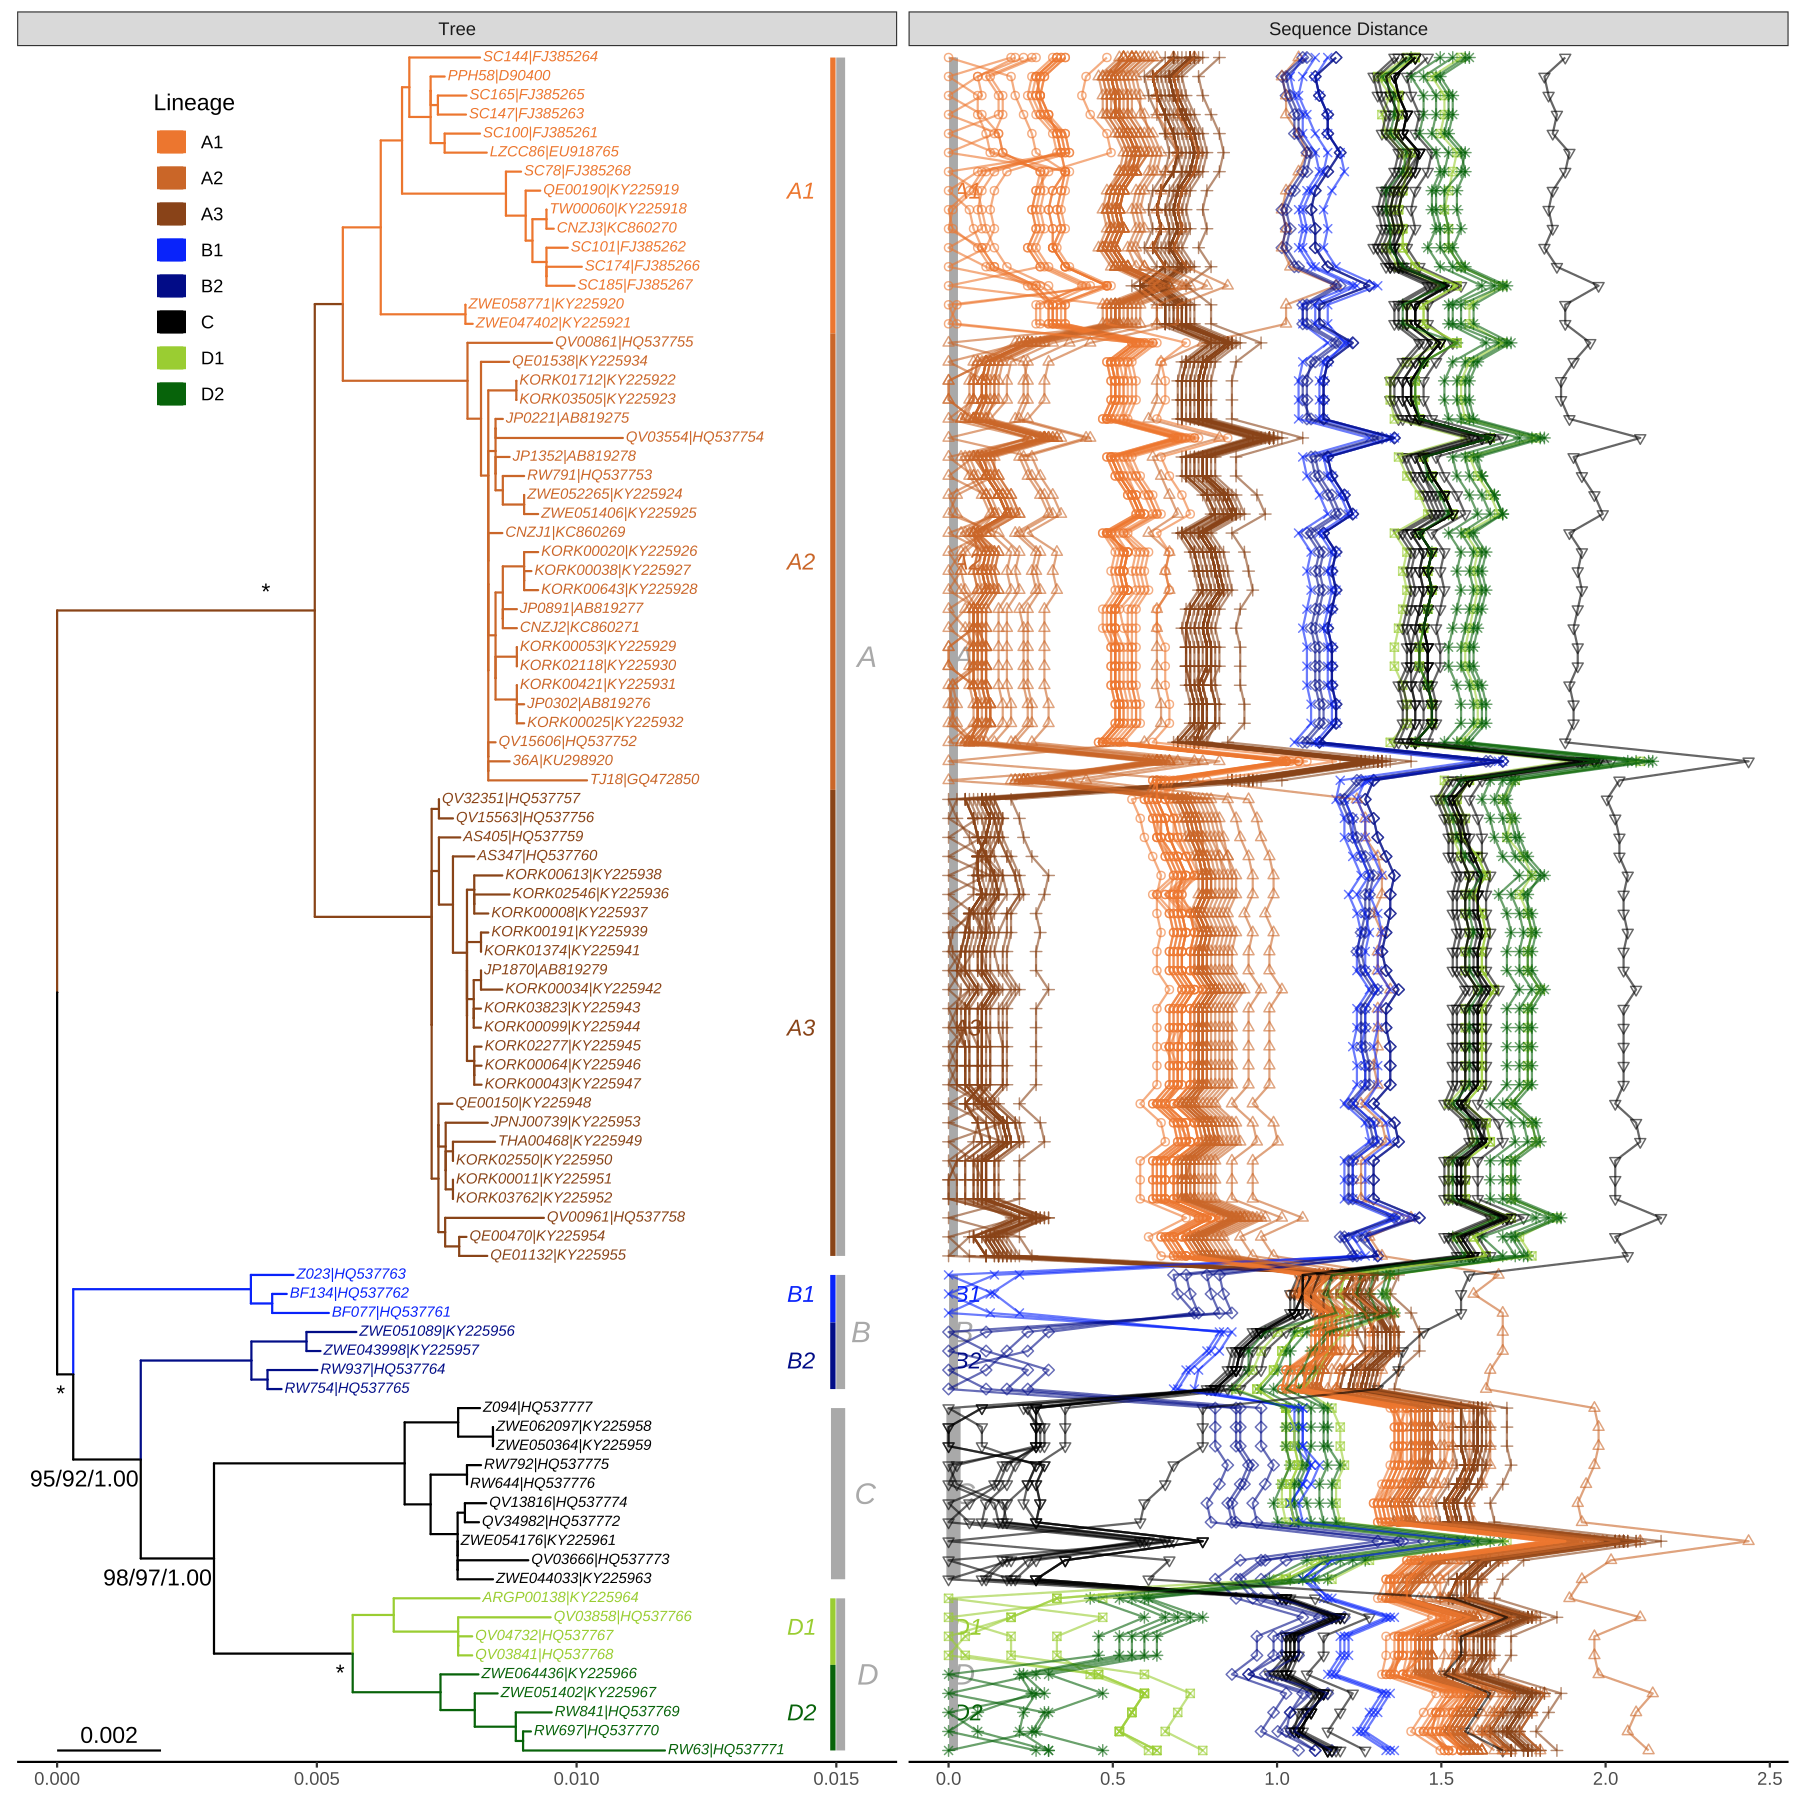 Tree
Sequence Distance
Lineage
A1
A2
A3
B1
B2
C
D1
D2
SC144|FJ385264
PPH58|D90400
SC165|FJ385265
SC147|FJ385263
SC100|FJ385261
LZCC86|EU918765
SC78|FJ385268
QE00190|KY225919
TW00060|KY225918
CNZJ3|KC860270
SC101|FJ385262
SC174|FJ385266
SC185|FJ385267
ZWE058771|KY225920
ZWE047402|KY225921
QV00861|HQ537755
QE01538|KY225934
KORK01712|KY225922
KORK03505|KY225923
JP0221|AB819275
QV03554|HQ537754
JP1352|AB819278
RW791|HQ537753
ZWE052265|KY225924
ZWE051406|KY225925
CNZJ1|KC860269
KORK00020|KY225926
KORK00038|KY225927
KORK00643|KY225928
JP0891|AB819277
CNZJ2|KC860271
KORK00053|KY225929
KORK02118|KY225930
KORK00421|KY225931
JP0302|AB819276
KORK00025|KY225932
QV15606|HQ537752
36A|KU298920
TJ18|GQ472850
QV32351|HQ537757
QV15563|HQ537756
AS405|HQ537759
AS347|HQ537760
KORK00613|KY225938
KORK02546|KY225936
KORK00008|KY225937
KORK00191|KY225939
KORK01374|KY225941
JP1870|AB819279
KORK00034|KY225942
KORK03823|KY225943
KORK00099|KY225944
KORK02277|KY225945
KORK00064|KY225946
KORK00043|KY225947
QE00150|KY225948
JPNJ00739|KY225953
THA00468|KY225949
KORK02550|KY225950
KORK00011|KY225951
KORK03762|KY225952
QV00961|HQ537758
QE00470|KY225954
QE01132|KY225955
Z023|HQ537763
BF134|HQ537762
BF077|HQ537761
ZWE051089|KY225956
ZWE043998|KY225957
RW937|HQ537764
RW754|HQ537765
Z094|HQ537777
ZWE062097|KY225958
ZWE050364|KY225959
RW792|HQ537775
RW644|HQ537776
QV13816|HQ537774
QV34982|HQ537772
ZWE054176|KY225961
QV03666|HQ537773
ZWE044033|KY225963
ARGP00138|KY225964
QV03858|HQ537766
QV04732|HQ537767
QV03841|HQ537768
ZWE064436|KY225966
ZWE051402|KY225967
RW841|HQ537769
RW697|HQ537770
RW63|HQ537771
*
*
95/92/1.00
98/97/1.00
*
0.002
A1
A2
A
A3
B1
B
B2
C
D1
D
D2
A1
A2
A
A3
B1
B
B2
C
D1
D
D2
0.000 0.005 0.010 0.015
0.0 0.5 1.0 1.5 2.0 2.5